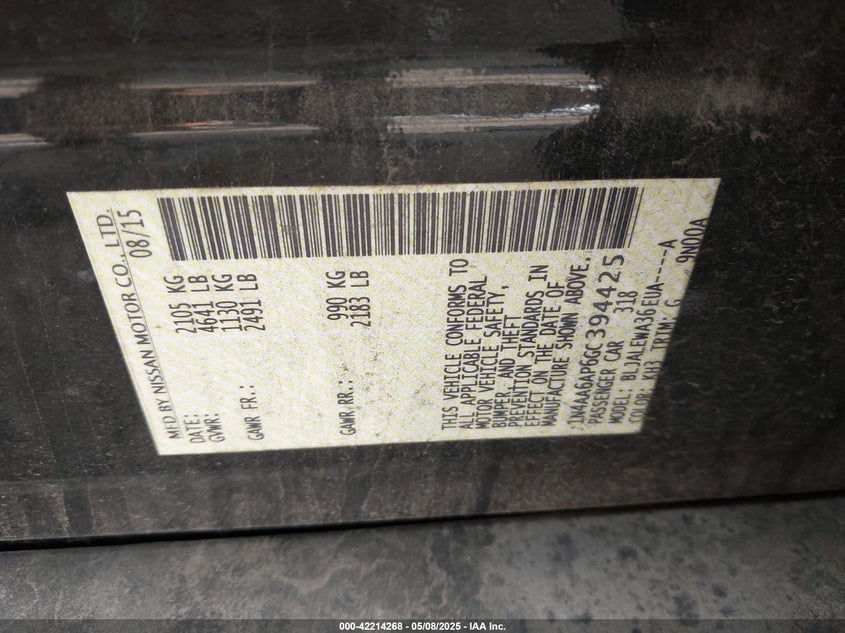 MFD BY NISSAN MOTOR CO., LTD.
DATE: 08/15
GVWR: 2105 KG
4641 LB
GAWR FR.: 1130 KG
2491 LB
GAWR RR.: 990 KG
2183 LB
THIS VEHICLE CONFORMS TO
ALL APPLICABLE FEDERAL
MOTOR VEHICLE SAFETY,
BUMPER, AND THEFT
PREVENTION STANDARDS IN
EFFECT ON THE DATE OF
MANUFACTURE SHOWN ABOVE.
1N4AA6AP6GC394425
PASSENGER CAR 318
MODEL: BLJALEWA36EUA----A
COLOR: KH3 TRIM: G 9N00A
000-42214268 - 05/08/2025 - IAA Inc.